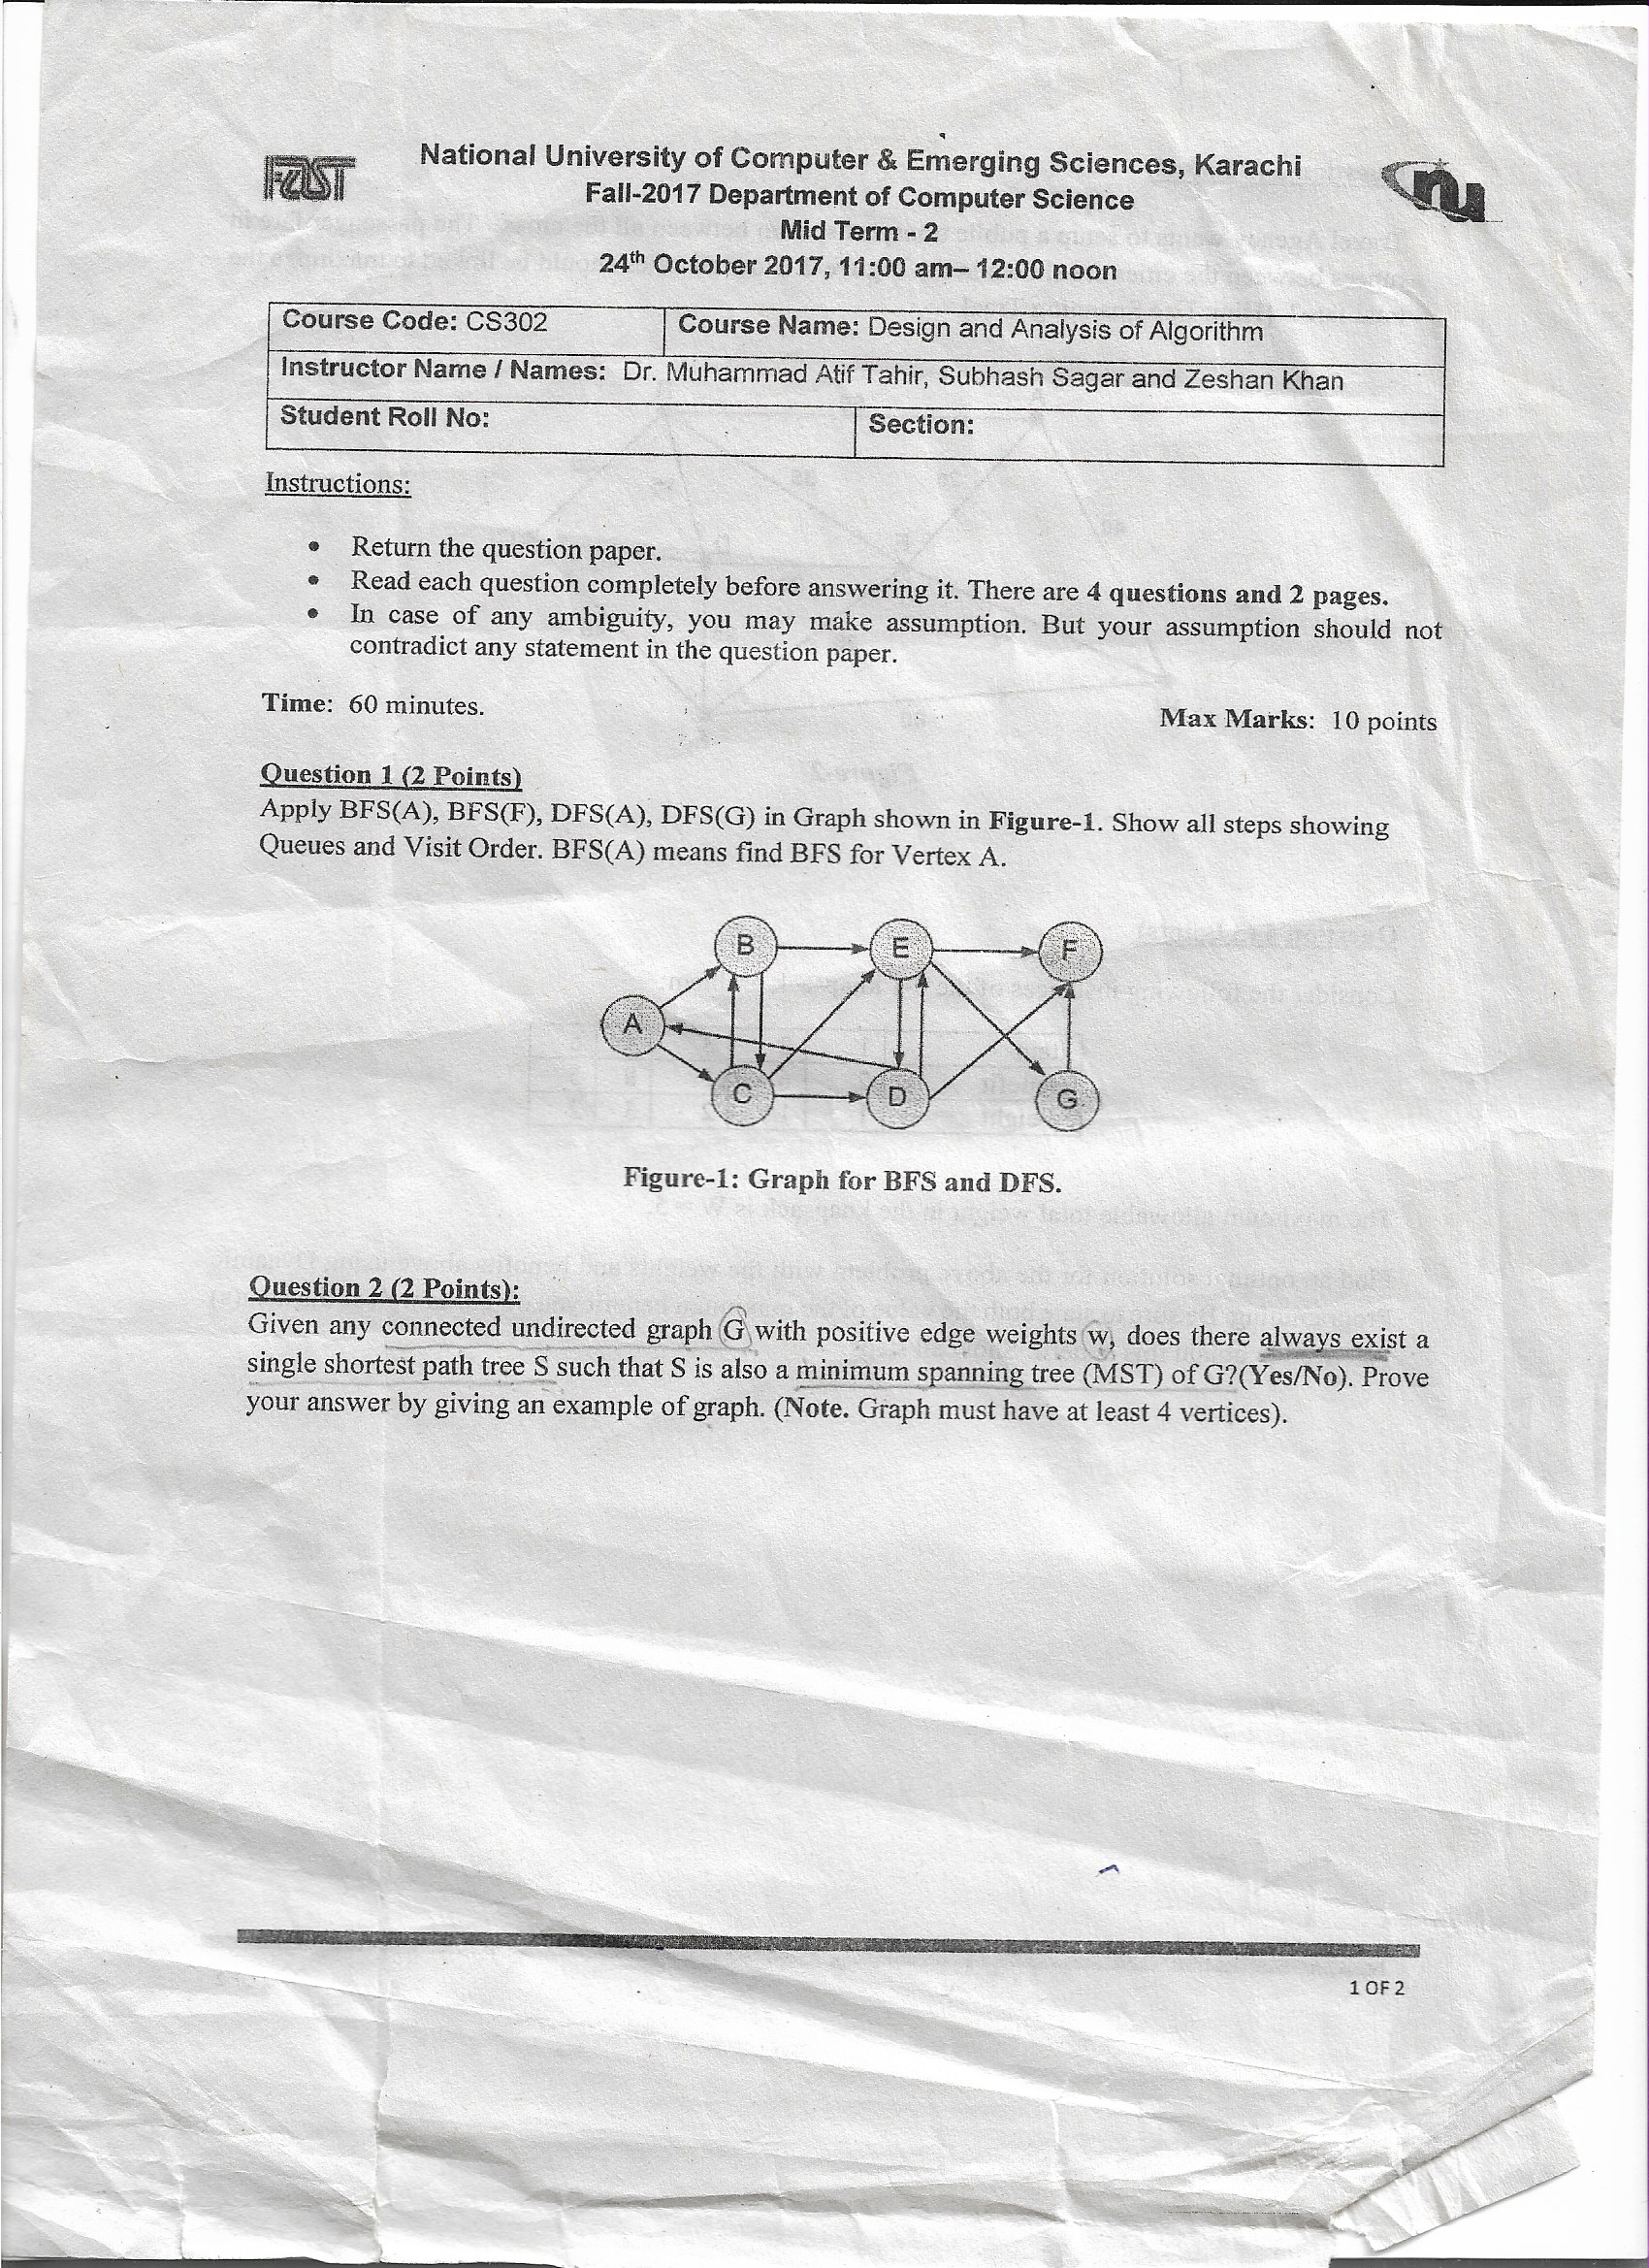 FAST
National University of Computer & Emerging Sciences, Karachi
nu
Fall-2017 Department of Computer Science
Mid Term - 2
24th October 2017, 11:00 am– 12:00 noon
Course Code: CS302 Course Name: Design and Analysis of Algorithm
Instructor Name / Names: Dr. Muhammad Atif Tahir, Subhash Sagar and Zeshan Khan
Student Roll No: Section:
Instructions:
• Return the question paper.
• Read each question completely before answering it. There are 4 questions and 2 pages.
• In case of any ambiguity, you may make assumption. But your assumption should not
contradict any statement in the question paper.
Time: 60 minutes. Max Marks: 10 points
Question 1 (2 Points)
Apply BFS(A), BFS(F), DFS(A), DFS(G) in Graph shown in Figure-1. Show all steps showing
Queues and Visit Order. BFS(A) means find BFS for Vertex A.
B E F
A
C D G
Figure-1: Graph for BFS and DFS.
Question 2 (2 Points):
Given any connected undirected graph G with positive edge weights w, does there always exist a
single shortest path tree S such that S is also a minimum spanning tree (MST) of G?(Yes/No). Prove
your answer by giving an example of graph. (Note. Graph must have at least 4 vertices).
1 OF 2